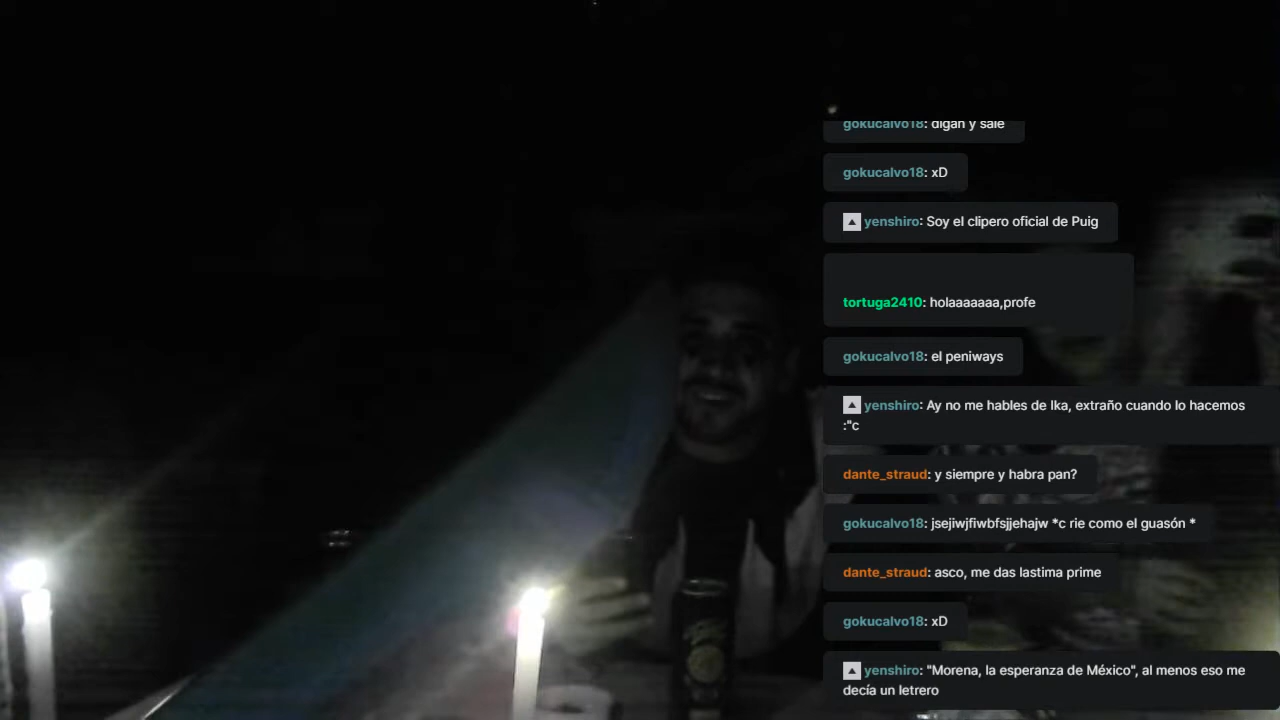 gokucalvo18: digan y sale
gokucalvo18: xD
yenshiro: Soy el clipero oficial de Puig
tortuga2410: holaaaaaaa,profe
gokucalvo18: el peniways
yenshiro: Ay no me hables de Ika, extraño cuando lo hacemos
:"c
dante_straud: y siempre y habra pan?
gokucalvo18: jsejiwjfiwbfsjjehajw *c rie como el guasón *
dante_straud: asco, me das lastima prime
gokucalvo18: xD
yenshiro: "Morena, la esperanza de México", al menos eso me
decía un letrero